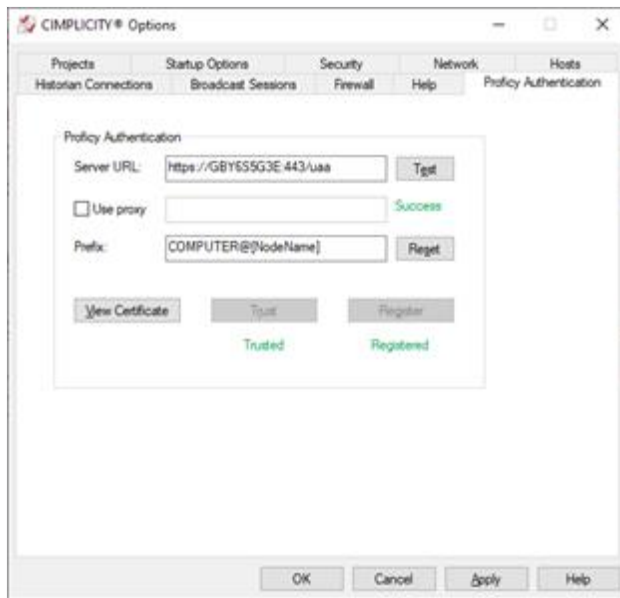 CIMPLICITY® Options
Projects Startup Options Security Network Hosts
Historian Connections Broadcast Sessions Firewall Help Proficy Authentication
Proficy Authentication
Server URL: https://GBY6S5G3E:443/uaa Test
Use proxy Success
Prefix: COMPUTER@[NodeName] Reset
View Certificate Trust Register
Trusted Registered
OK Cancel Apply Help